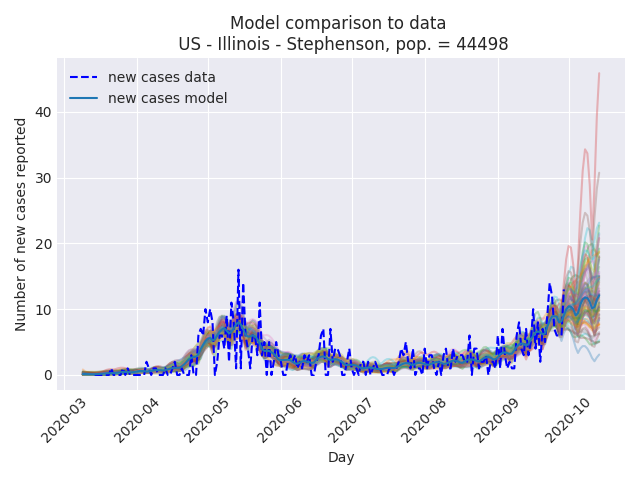 Model comparison to data
US - Illinois - Stephenson, pop. = 44498
new cases data
new cases model
Number of new cases reported
40
30
20
10
0
2020-03
2020-04
2020-05
2020-06
2020-07
2020-08
2020-09
2020-10
Day